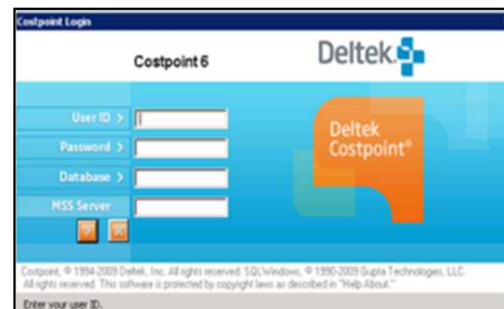 Costpoint Login
Costpoint 6
Deltek
User ID >
Password >
Database >
MSS Server
Deltek
Costpoint®
Costpoint, © 1994-2009 Deltek, Inc. All rights reserved. SQLWindows, © 1990-2009 Gupta Technologies, LLC.
All rights reserved. This software is protected by copyright laws as described in "Help About."
Enter your user ID.